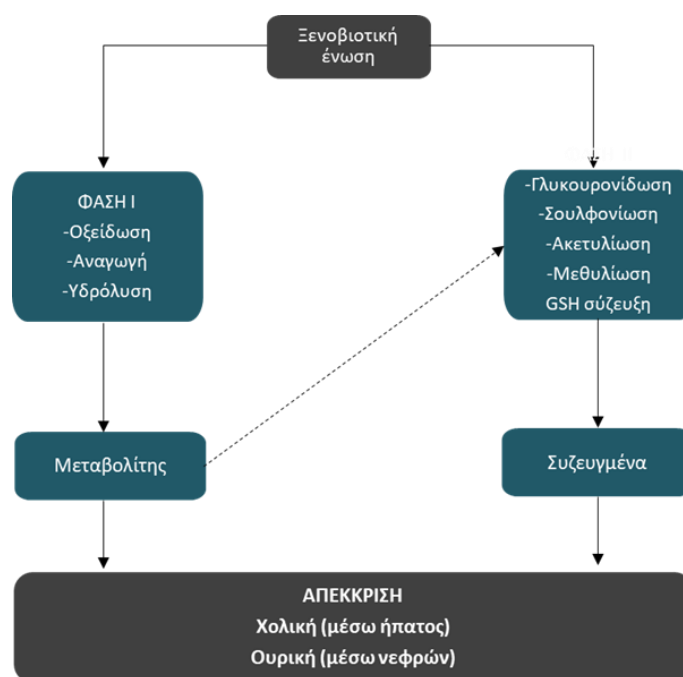 Ξενοβιοτική
ένωση
ΦΑΣΗ Ι
-Οξείδωση
-Αναγωγή
-Υδρόλυση
-Γλυκουρονίδωση
-Σουλφονίωση
-Ακετυλίωση
-Μεθυλίωση
GSH σύζευξη
Μεταβολίτης
Συζευγμένα
ΑΠΕΚΚΡΙΣΗ
Χολική (μέσω ήπατος)
Ουρική (μέσω νεφρών)